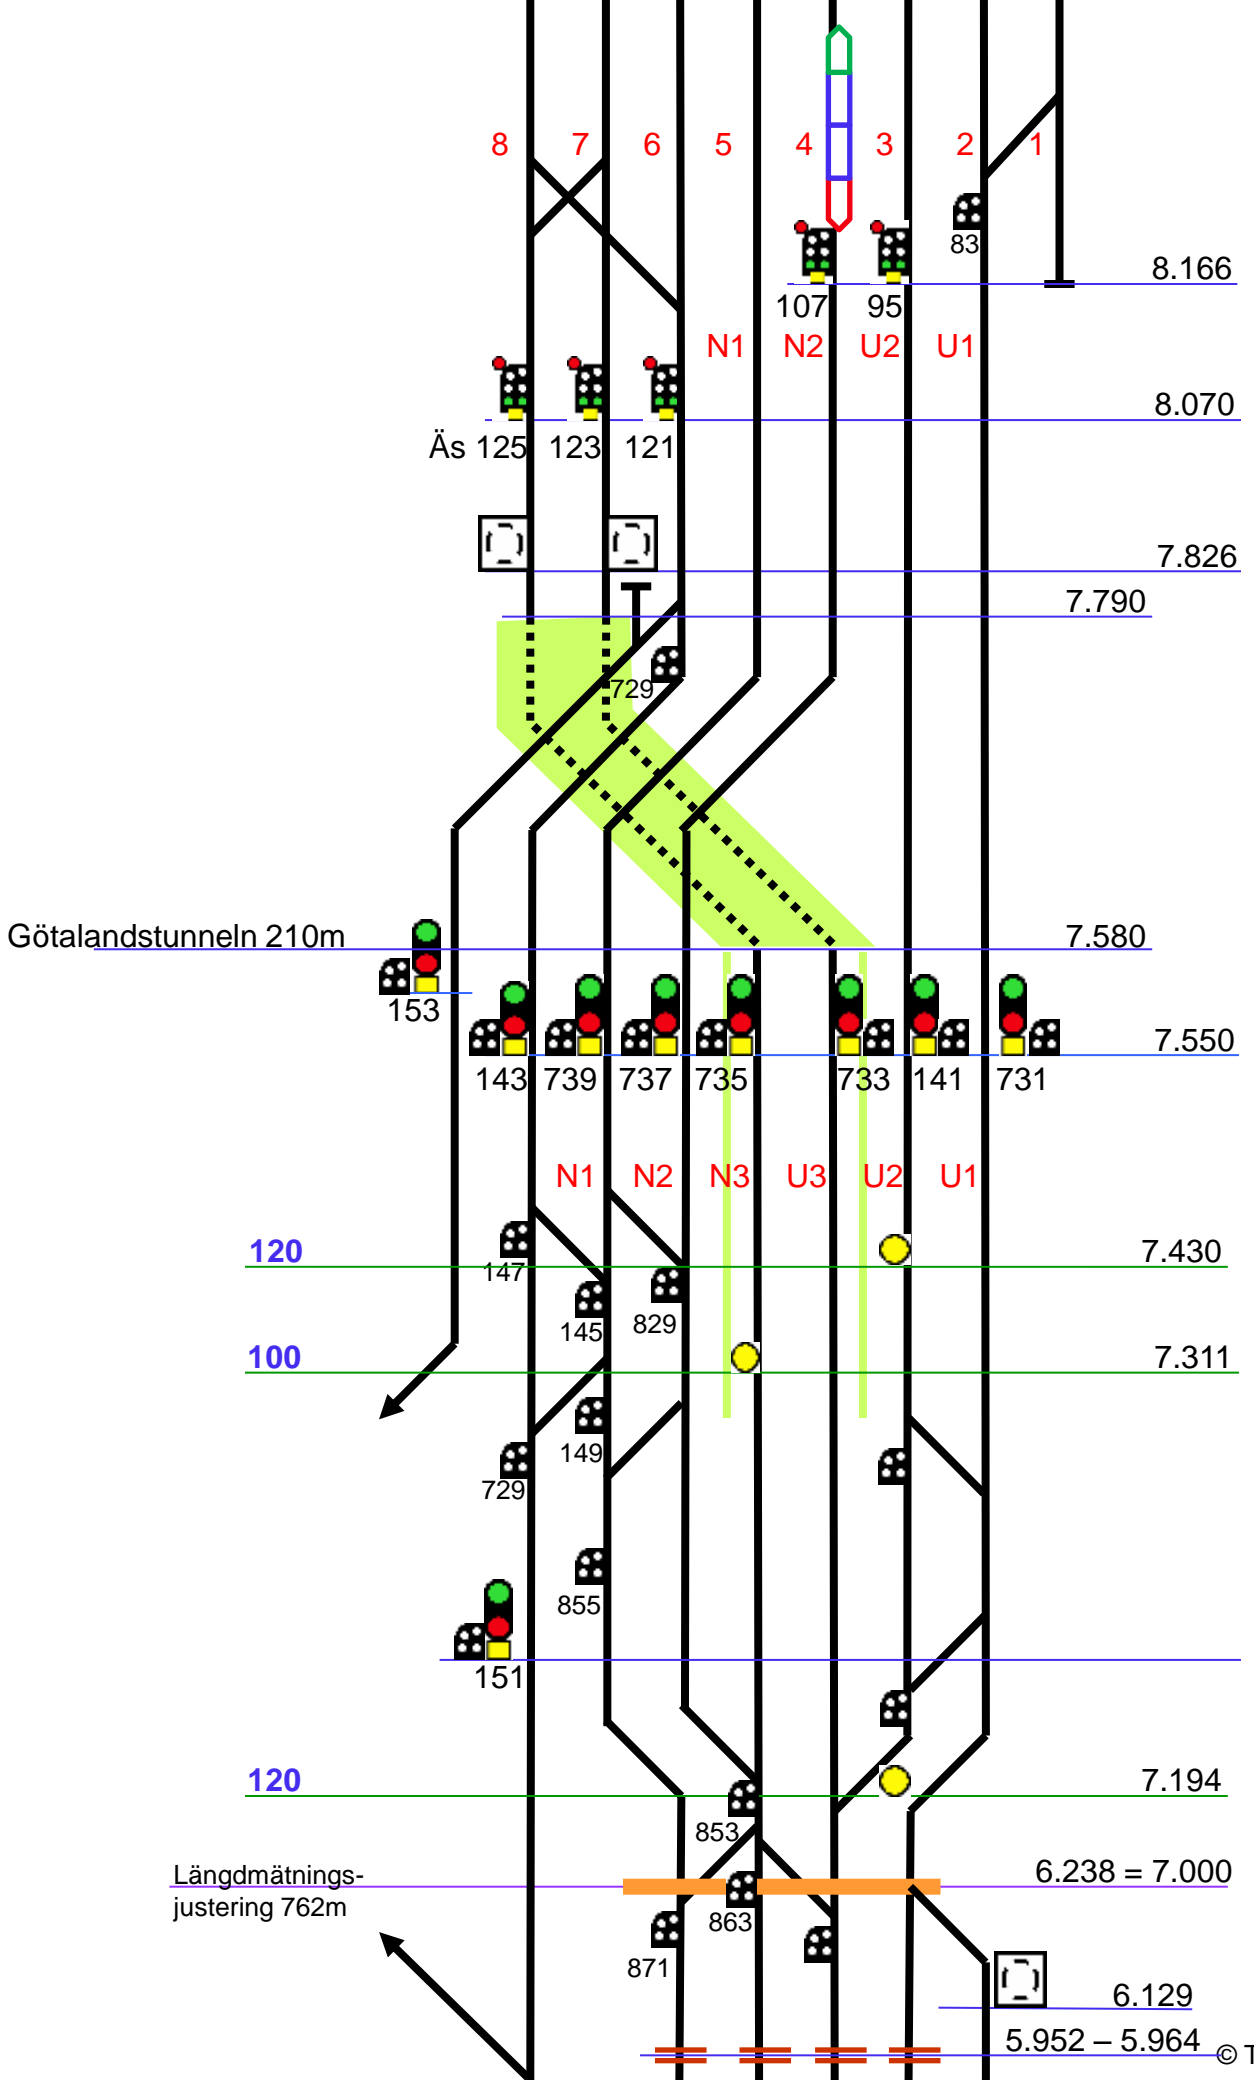 8 7 6 5 4 3 2 1
83
8.166
107 95
N1 N2 U2 U1
8.070
Äs 125 123 121
7.826
7.790
729
Götalandstunneln 210m
7.580
153
7.550
143 739 737 735 733 141 731
N1 N2 N3 U3 U2 U1
120
7.430
147
145 829
100
7.311
149
729
855
151
120
7.194
853
Längdmätnings-
justering 762m
6.238 = 7.000
863
871
6.129
5.952 – 5.964
© T